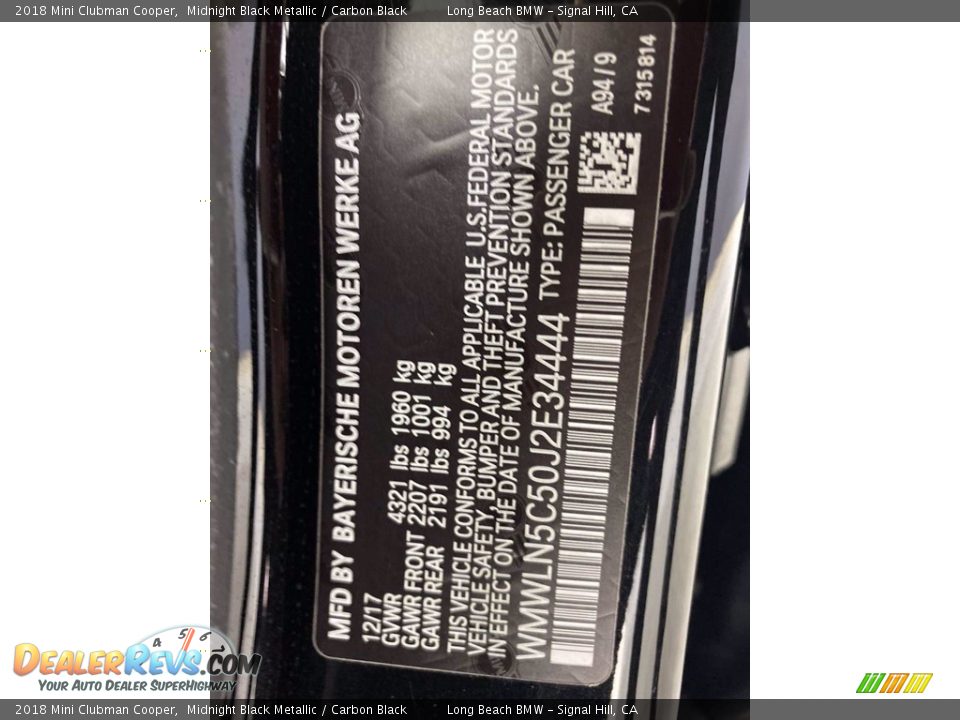 2018 Mini Clubman Cooper, Midnight Black Metallic / Carbon Black Long Beach BMW - Signal Hill, CA
MFD BY BAYERISCHE MOTOREN WERKE AG
12/17
GVWR 4321 lbs 1960 kg
GAWR FRONT 2207 lbs 1001 kg
GAWR REAR 2191 lbs 994 kg
THIS VEHICLE CONFORMS TO ALL APPLICABLE U.S.FEDERAL MOTOR
VEHICLE SAFETY, BUMPER AND THEFT PREVENTION STANDARDS
IN EFFECT ON THE DATE OF MANUFACTURE SHOWN ABOVE.
WMWLN5C50J2E34444 TYPE: PASSENGER CAR
A94/9
7315814
4 5 6
DEALERREVS.COM
YOUR AUTO DEALER SUPERHIGHWAY
2018 Mini Clubman Cooper, Midnight Black Metallic / Carbon Black Long Beach BMW - Signal Hill, CA